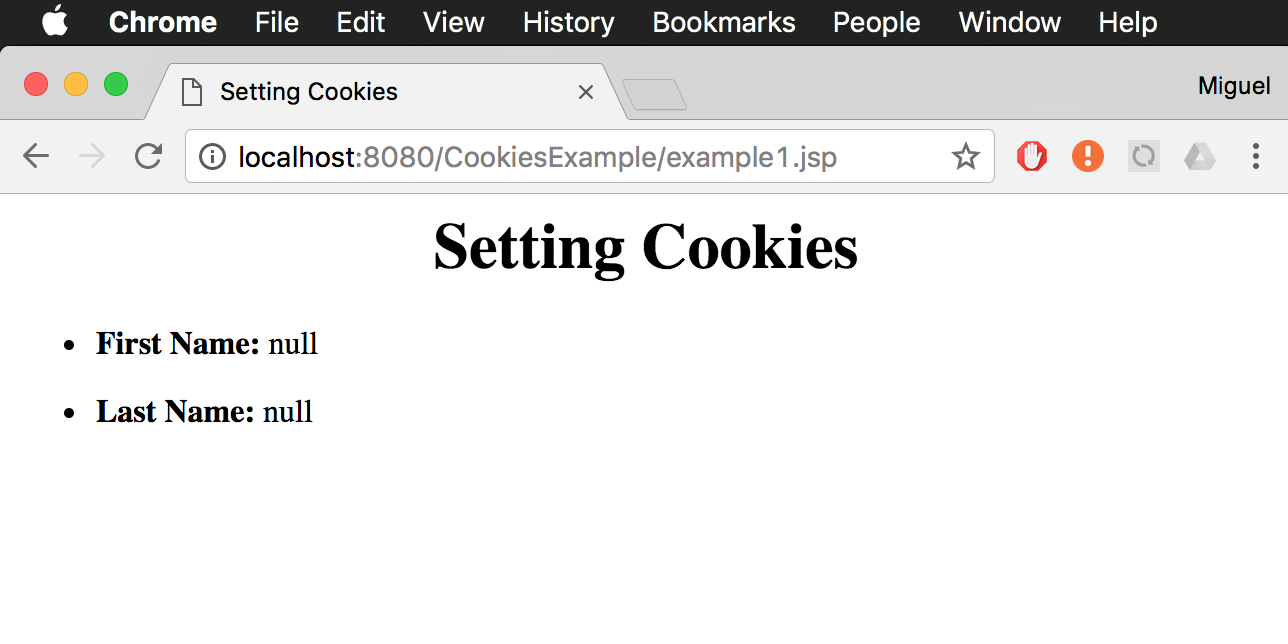 Chrome File Edit View History Bookmarks People Window Help
Setting Cookies
Miguel
localhost:8080/CookiesExample/example1.jsp
Setting Cookies
First Name: null
Last Name: null